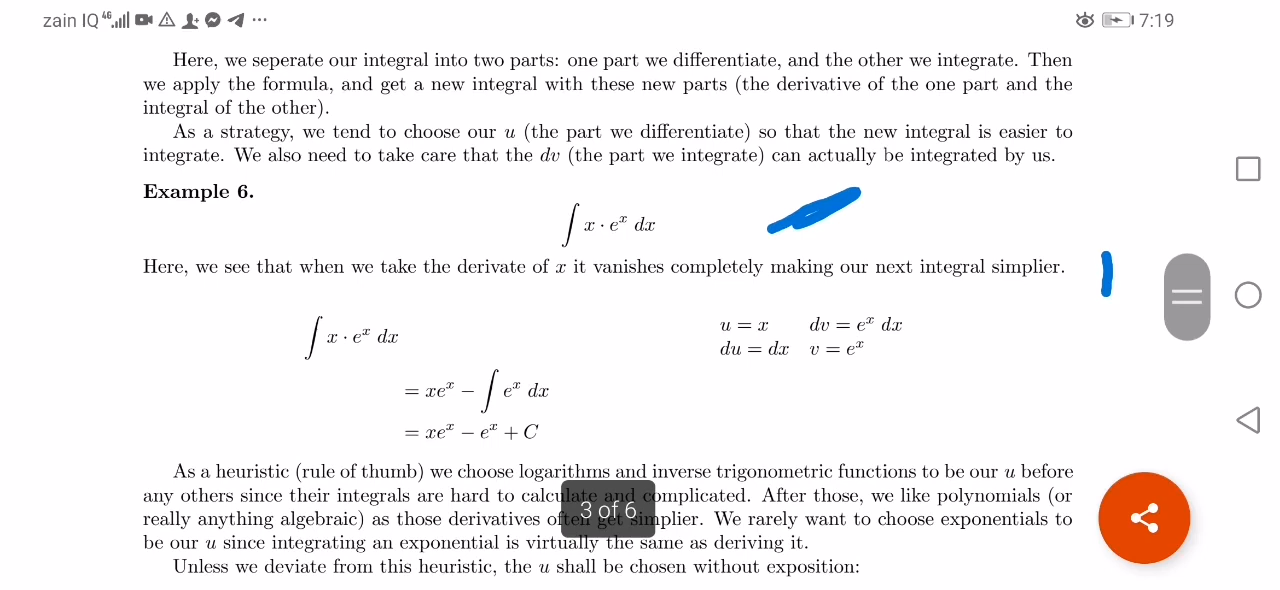 zain IQ 46 7:19
Here, we seperate our integral into two parts: one part we differentiate, and the other we integrate. Then
we apply the formula, and get a new integral with these new parts (the derivative of the one part and the
integral of the other).
As a strategy, we tend to choose our u (the part we differentiate) so that the new integral is easier to
integrate. We also need to take care that the dv (the part we integrate) can actually be integrated by us.
Example 6.
∫ x · eˣ dx
Here, we see that when we take the derivate of x it vanishes completely making our next integral simplier.
∫ x · eˣ dx
u = x dv = eˣ dx
du = dx v = eˣ
= xeˣ − ∫ eˣ dx
= xeˣ − eˣ + C
As a heuristic (rule of thumb) we choose logarithms and inverse trigonometric functions to be our u before
any others since their integrals are hard to calculate and complicated. After those, we like polynomials (or
really anything algebraic) as those derivatives often get simplier. We rarely want to choose exponentials to
3 of 6
be our u since integrating an exponential is virtually the same as deriving it.
Unless we deviate from this heuristic, the u shall be chosen without exposition: